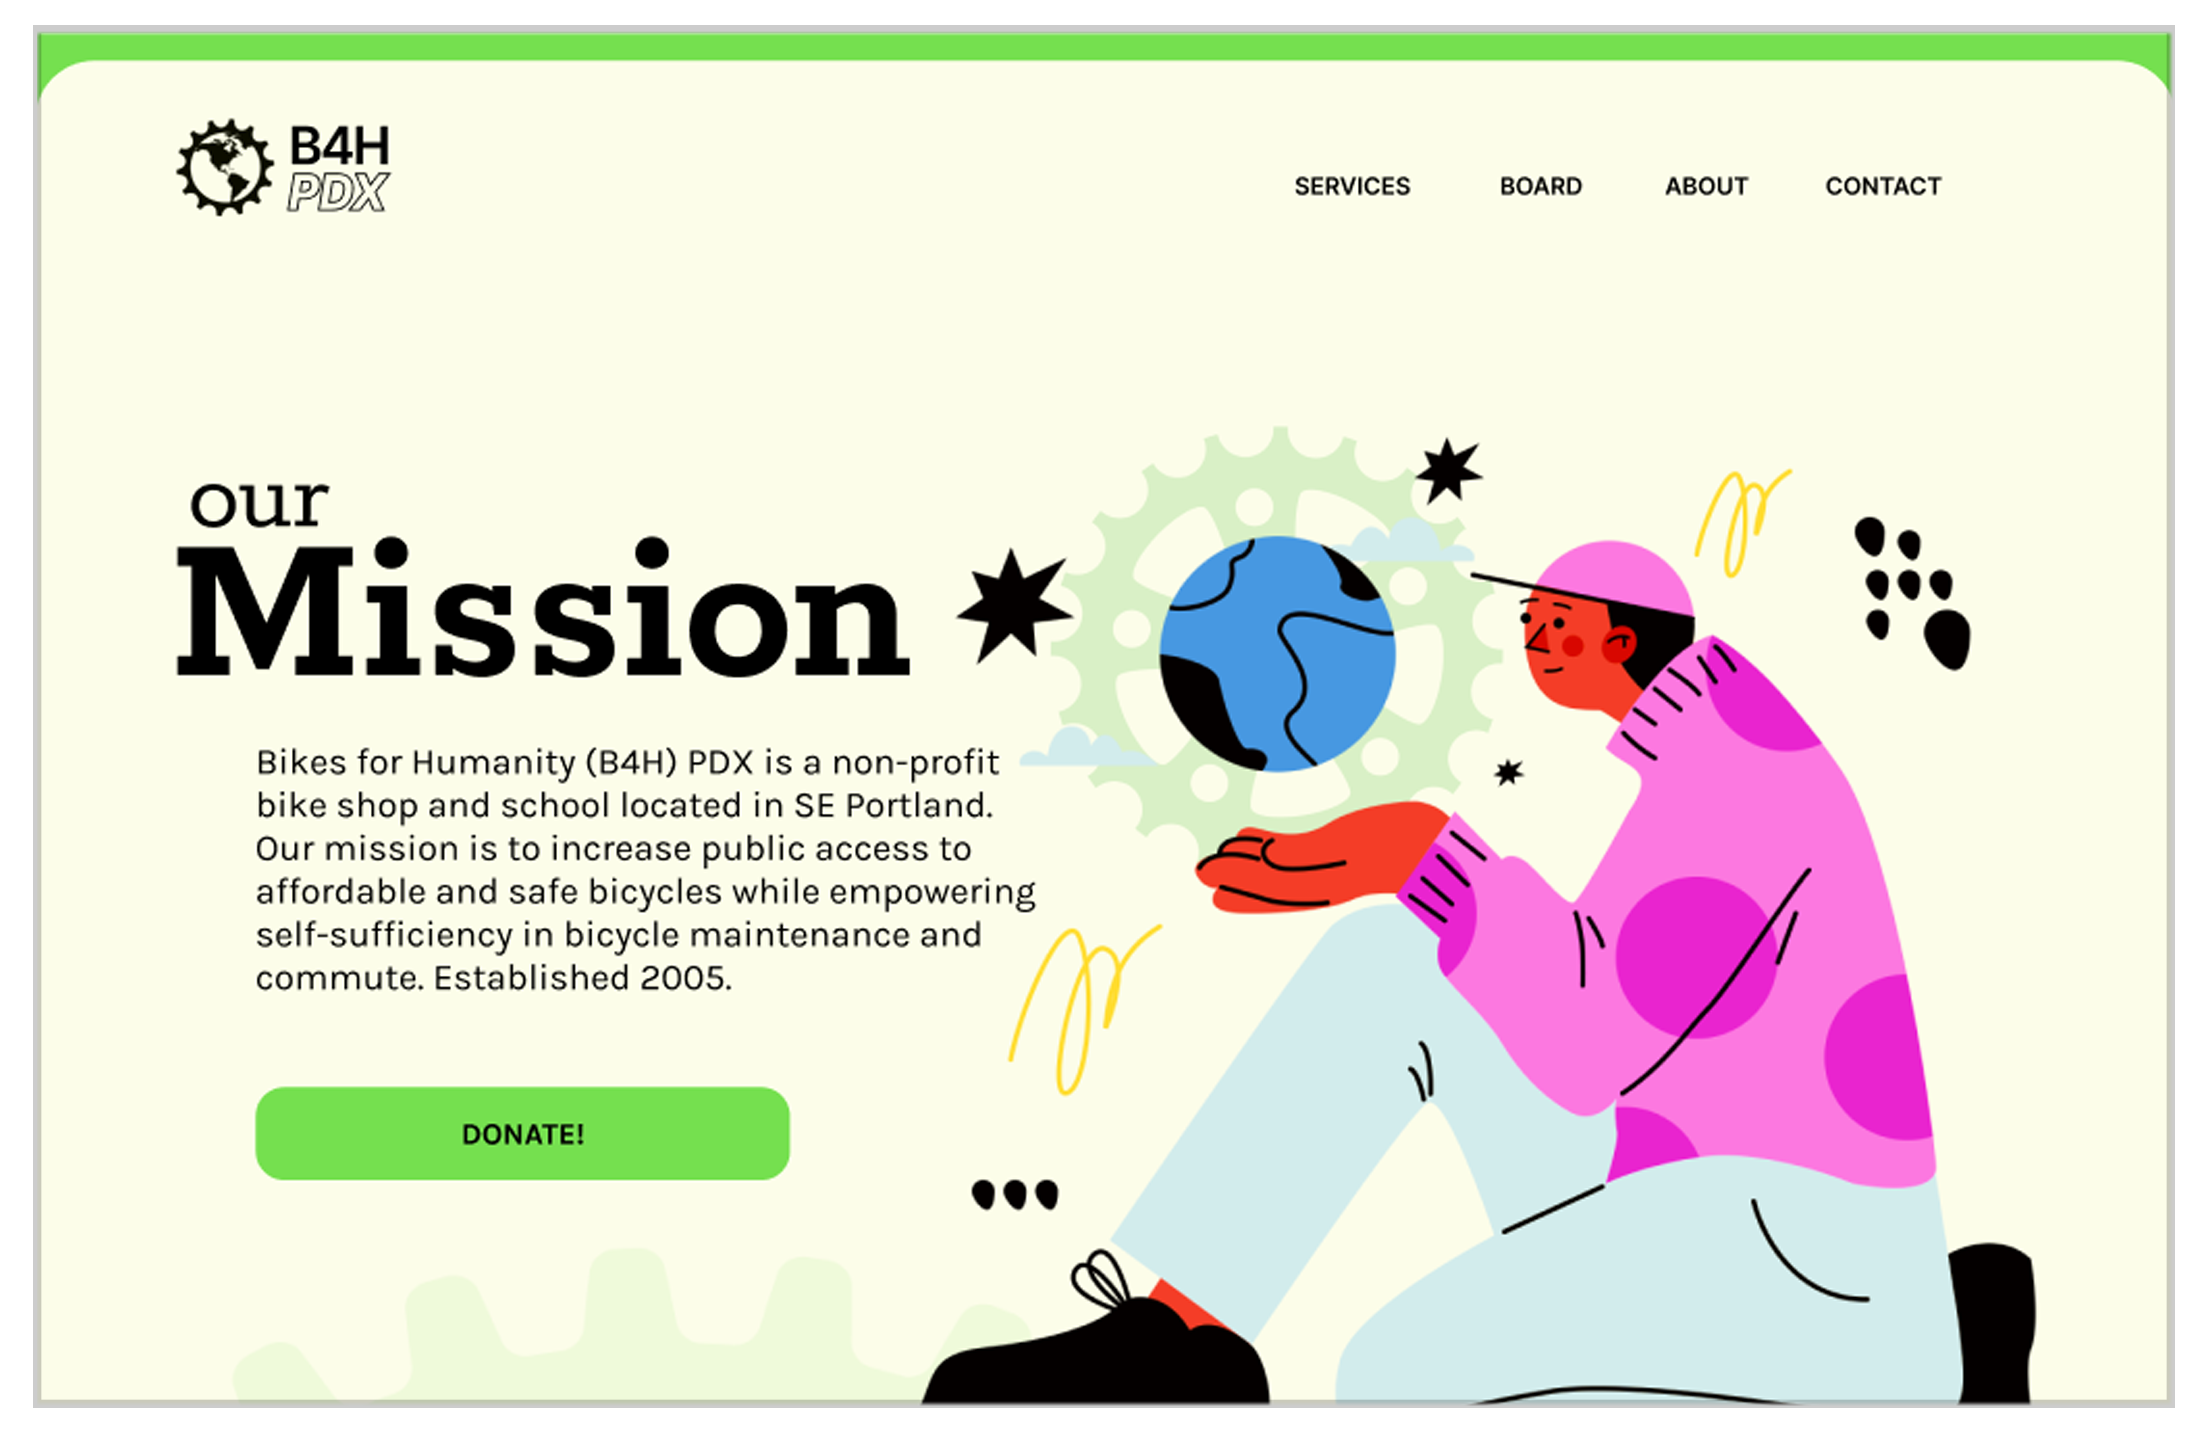 B4H
PDX
SERVICES BOARD ABOUT CONTACT
our
Mission
Bikes for Humanity (B4H) PDX is a non-profit
bike shop and school located in SE Portland.
Our mission is to increase public access to
affordable and safe bicycles while empowering
self-sufficiency in bicycle maintenance and
commute. Established 2005.
DONATE!